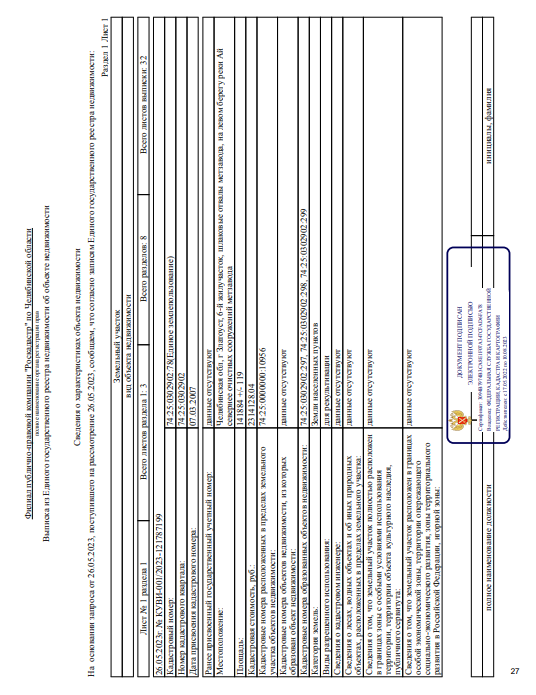 Филиал публично-правовой компании "Роскадастр" по Челябинской области
полное наименование органа регистрации прав
Выписка из Единого государственного реестра недвижимости об объекте недвижимости
Сведения о характеристиках объекта недвижимости
На основании запроса от 26.05.2023, поступившего на рассмотрение 26.05.2023, сообщаем, что согласно записям Единого государственного реестра недвижимости:
Раздел 1 Лист 1
Земельный участок
вид объекта недвижимости
Лист № 1 раздела 1 Всего листов раздела 1: 3 Всего разделов: 8 Всего листов выписки: 32
26.05.2023г. № КУВИ-001/2023-121787199
Кадастровый номер: 74:25:0302902:78(Единое землепользование)
Номер кадастрового квартала: 74:25:0302902
Дата присвоения кадастрового номера: 07.03.2007
Ранее присвоенный государственный учетный номер: данные отсутствуют
Местоположение: Челябинская обл, г Златоуст, 6-й жилучасток, шлаковые отвалы метзавода, на левом берегу реки Ай
севернее очистных сооружений метзавода
Площадь: 141884 +/- 119
Кадастровая стоимость, руб.: 2314128.04
Кадастровые номера расположенных в пределах земельного 74:25:0000000:10956
участка объектов недвижимости:
Кадастровые номера объектов недвижимости, из которых данные отсутствуют
образован объект недвижимости:
Кадастровые номера образованных объектов недвижимости: 74:25:0302902:297, 74:25:0302902:298, 74:25:0302902:299
Категория земель: Земли населенных пунктов
Виды разрешенного использования: для рекультивации
Сведения о кадастровом инженере: данные отсутствуют
Сведения о лесах, водных объектах и об иных природных данные отсутствуют
объектах, расположенных в пределах земельного участка:
Сведения о том, что земельный участок полностью расположен данные отсутствуют
в границах зоны с особыми условиями использования
территории, территории объекта культурного наследия,
публичного сервитута:
Сведения о том, что земельный участок расположен в границах данные отсутствуют
особой экономической зоны, территории опережающего
социально-экономического развития, зоны территориального
развития в Российской Федерации, игорной зоны:
ДОКУМЕНТ ПОДПИСАН
ЭЛЕКТРОННОЙ ПОДПИСЬЮ
Владелец: ФЕДЕРАЛЬНАЯ СЛУЖБА ГОСУДАРСТВЕННОЙ
РЕГИСТРАЦИИ, КАДАСТРА И КАРТОГРАФИИ
полное наименование должности инициалы, фамилия
27